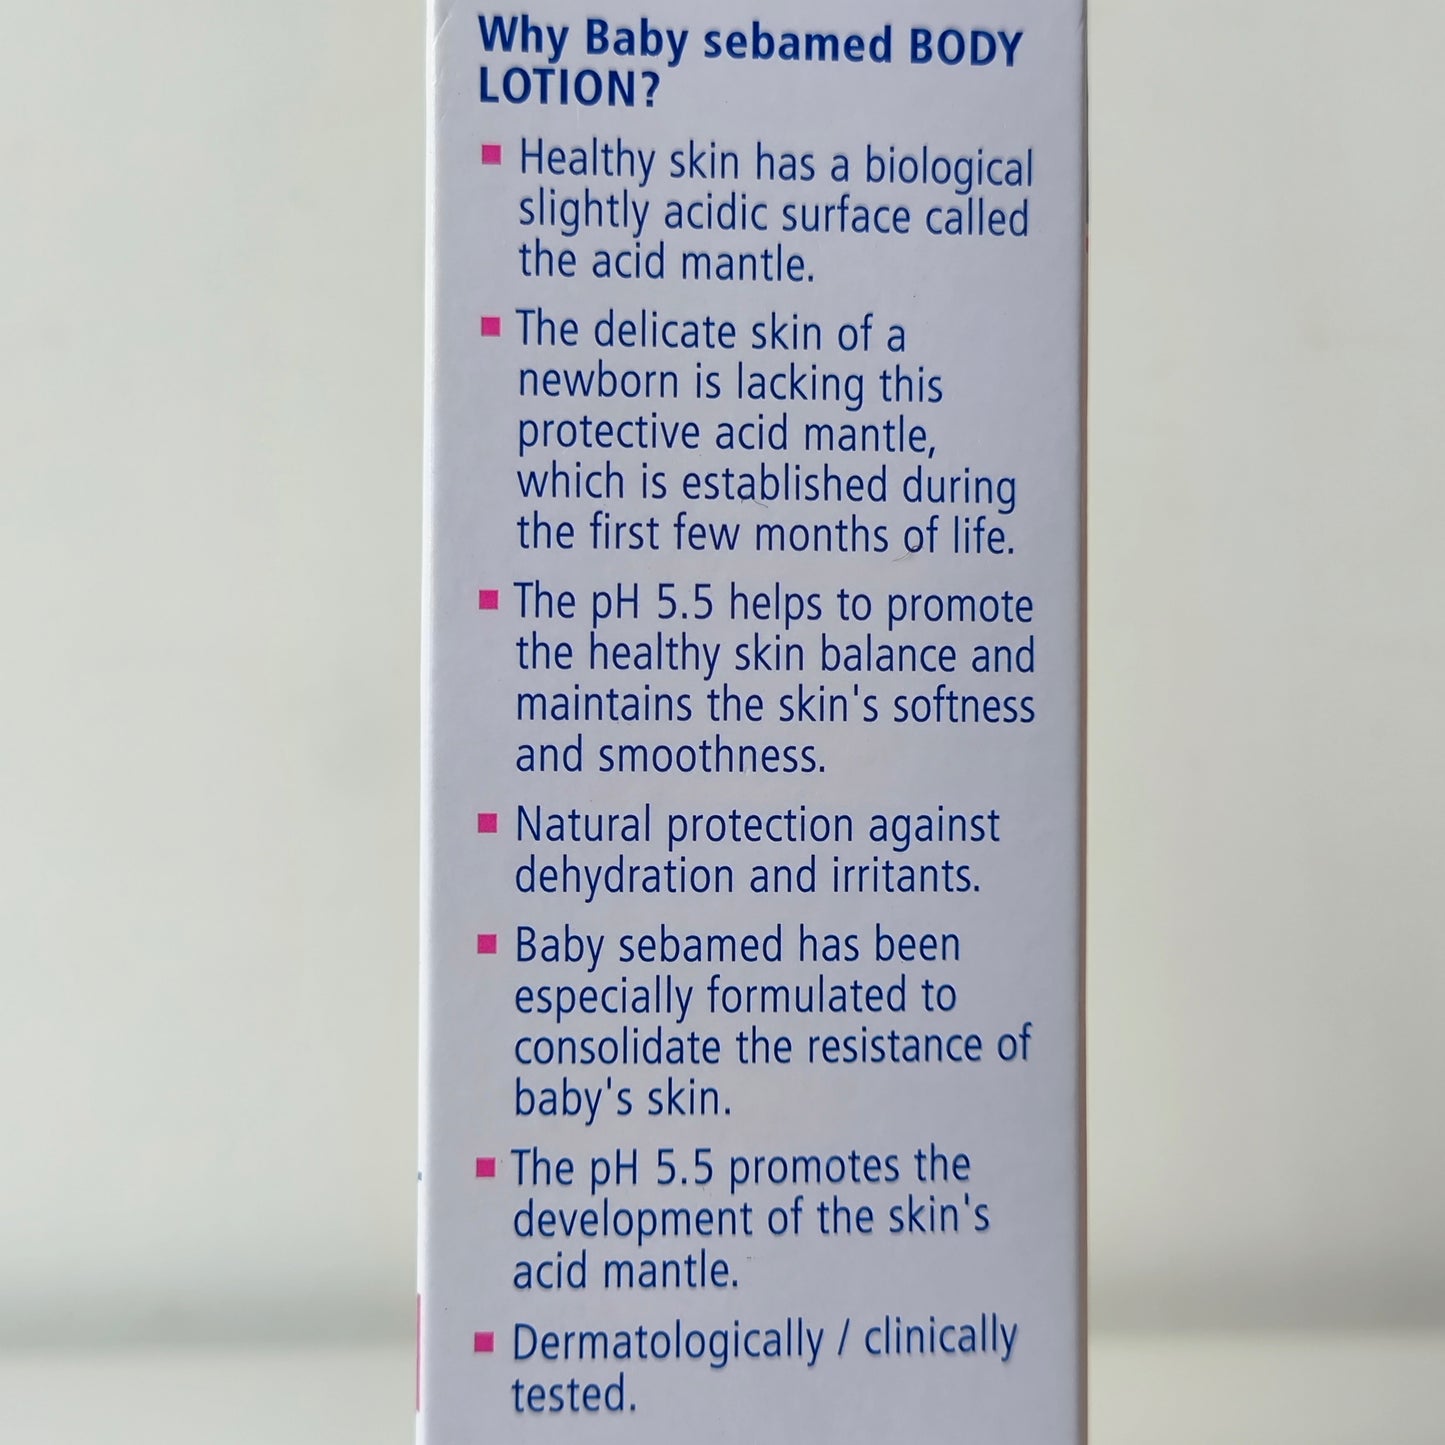 Why Baby sebamed BODY
LOTION?
▪ Healthy skin has a biological
slightly acidic surface called
the acid mantle.
▪ The delicate skin of a
newborn is lacking this
protective acid mantle,
which is established during
the first few months of life.
▪ The pH 5.5 helps to promote
the healthy skin balance and
maintains the skin's softness
and smoothness.
▪ Natural protection against
dehydration and irritants.
▪ Baby sebamed has been
especially formulated to
consolidate the resistance of
baby's skin.
▪ The pH 5.5 promotes the
development of the skin's
acid mantle.
▪ Dermatologically / clinically
tested.